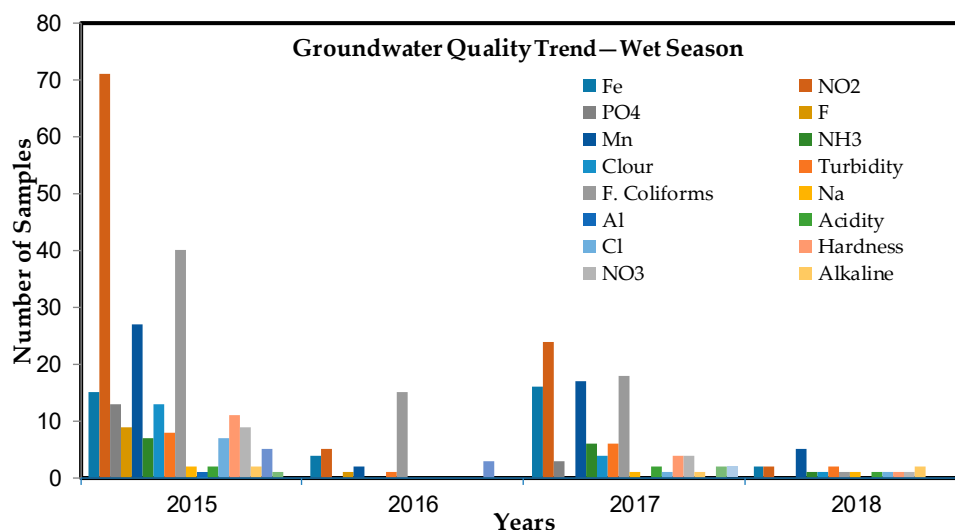 Groundwater Quality Trend—Wet Season
Number of Samples
80
70
60
50
40
30
20
10
0
Fe NO2
PO4 F
Mn NH3
Clour Turbidity
F. Coliforms Na
Al Acidity
Cl Hardness
NO3 Alkaline
2015 2016 2017 2018
Years